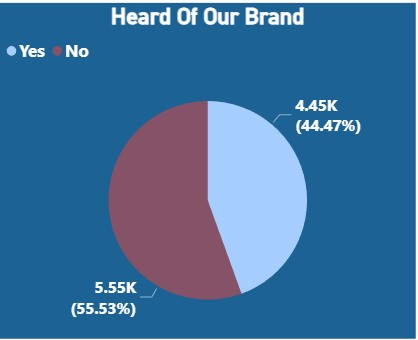 Heard Of Our Brand
Yes No
4.45K
(44.47%)
5.55K
(55.53%)